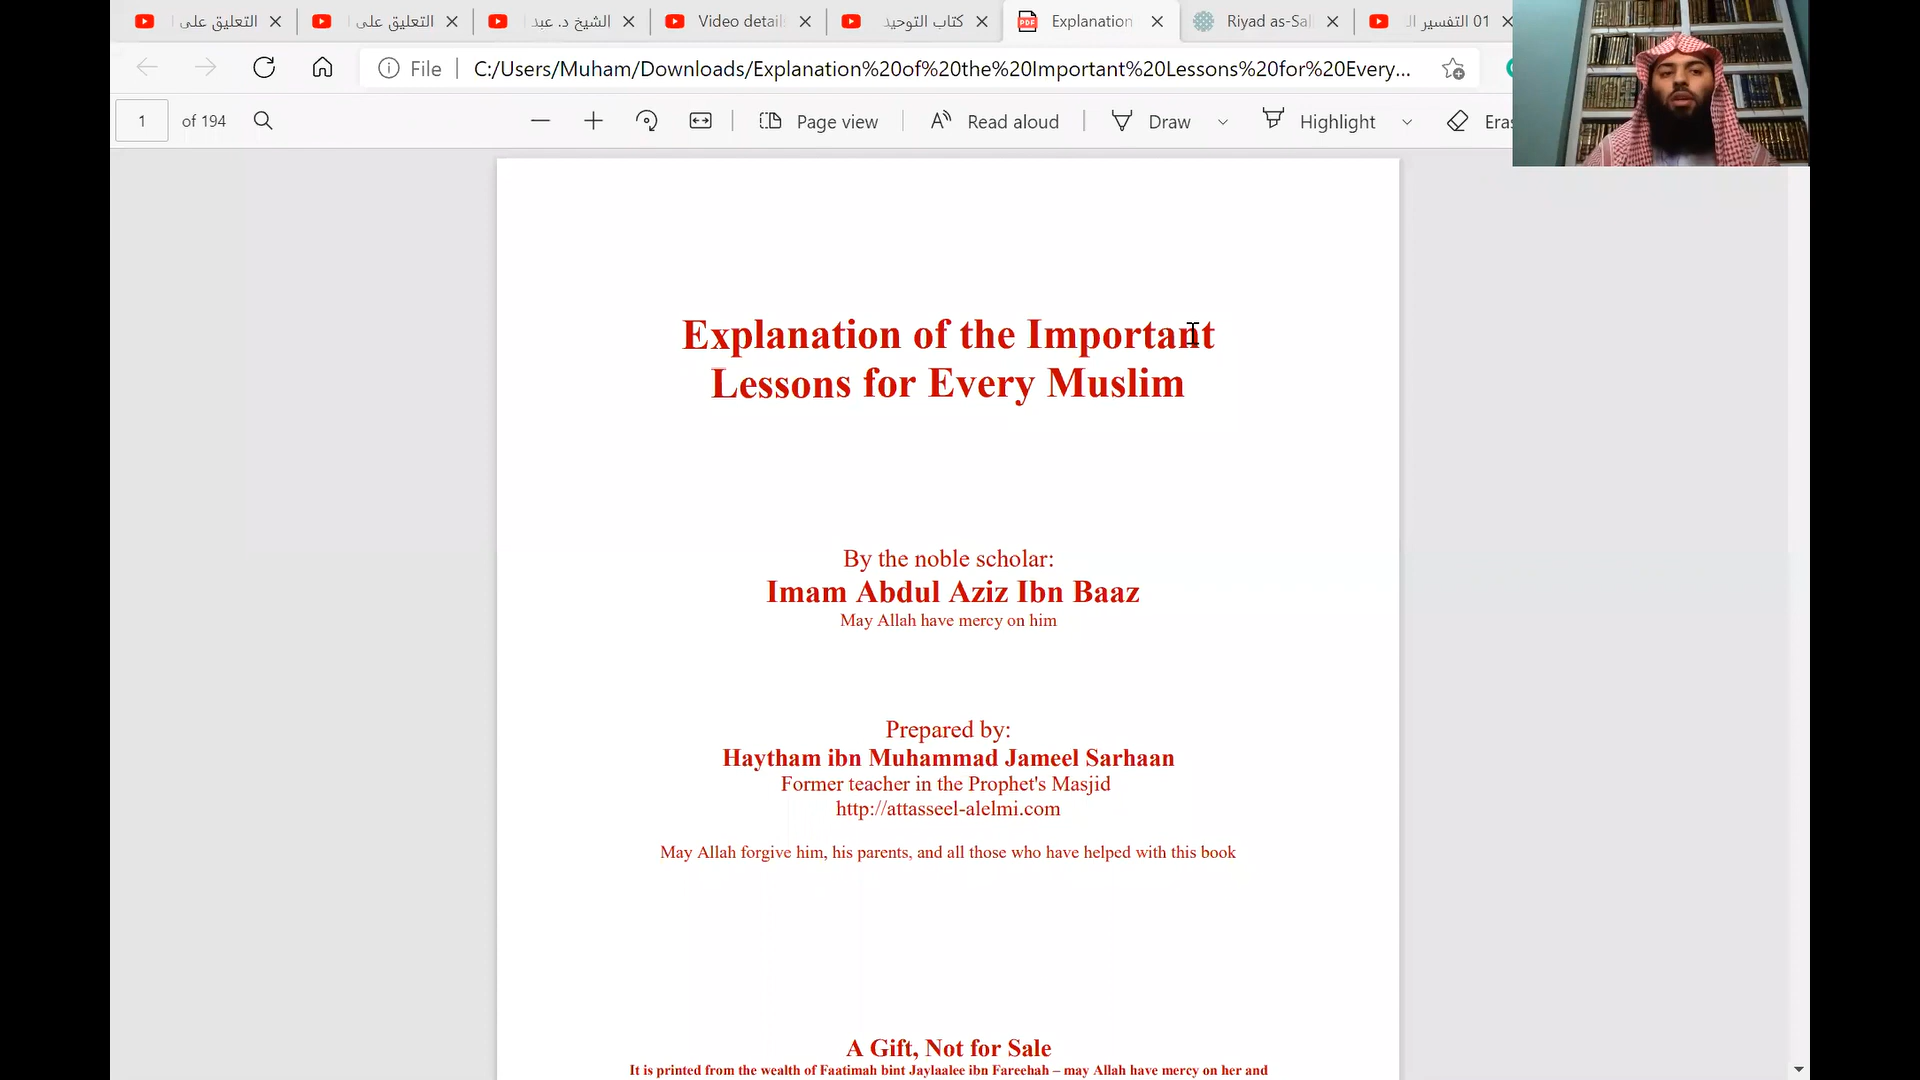 التعليق على
التعليق على
الشيخ د. عبد
Video detail
كتاب التوحيد
Explanation
Riyad as-Sal
01 التفسير ال
File
C:/Users/Muham/Downloads/Explanation%20of%20the%20Important%20Lessons%20for%20Every...
1
of 194
Page view
Read aloud
Draw
Highlight
Eras
Explanation of the Important
Lessons for Every Muslim
By the noble scholar:
Imam Abdul Aziz Ibn Baaz
May Allah have mercy on him
Prepared by:
Haytham ibn Muhammad Jameel Sarhaan
Former teacher in the Prophet's Masjid
http://attasseel-alelmi.com
May Allah forgive him, his parents, and all those who have helped with this book
A Gift, Not for Sale
It is printed from the wealth of Faatimah bint Jaylaalee ibn Fareehah – may Allah have mercy on her and